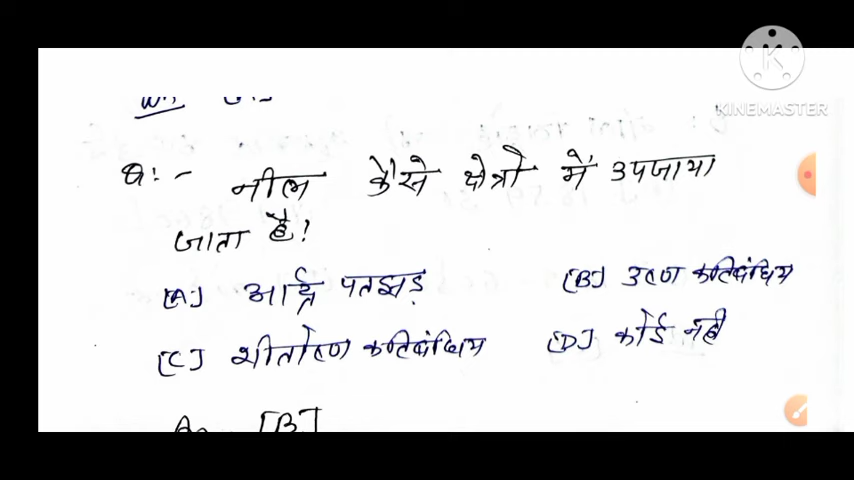 KINEMASTER
Q:- नील कैसे क्षेत्रो में उपजाया
जाता है?
[A] आर्द्र पतझड़ [B] उष्ण कटिबंधिय
[C] शीतोष्ण कटिबंधिय [D] कोई नही
[B]